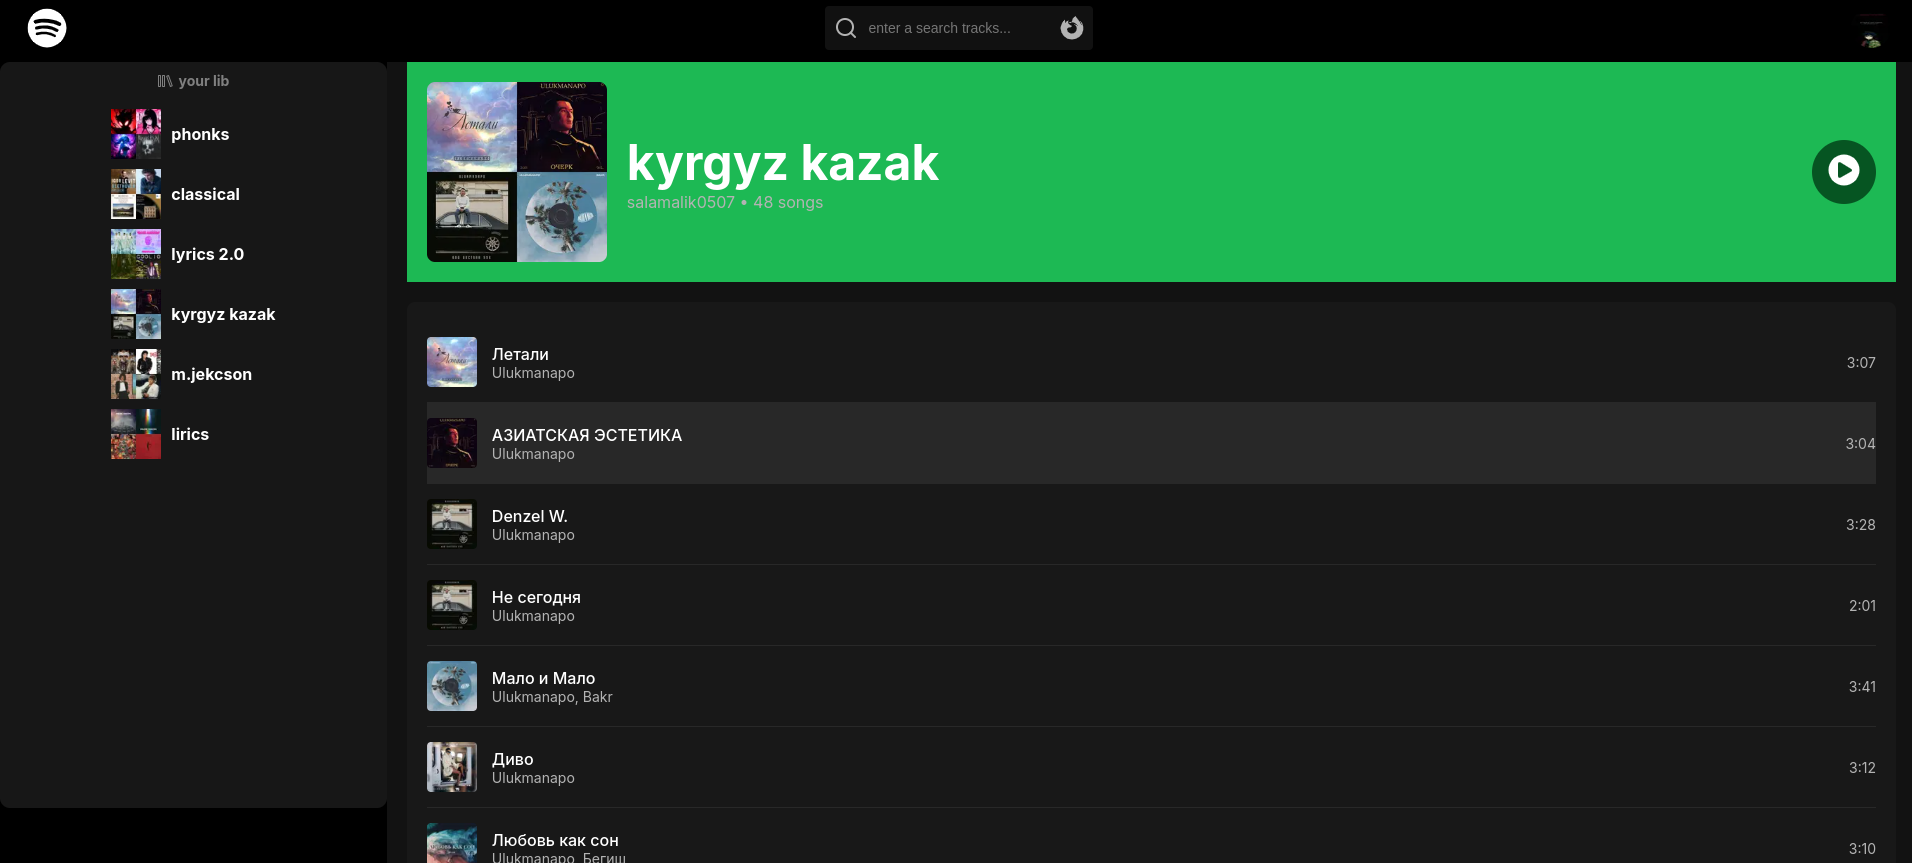 enter a search tracks...
your lib
phonks
classical
lyrics 2.0
kyrgyz kazak
m.jekcson
lirics
Летали
ULUKMANAPO
ОЧЕРК
kyrgyz kazak
salamalik0507 • 48 songs
Летали
Ulukmanapo
3:07
АЗИАТСКАЯ ЭСТЕТИКА
Ulukmanapo
3:04
Denzel W.
Ulukmanapo
3:28
Не сегодня
Ulukmanapo
2:01
Мало и Мало
Ulukmanapo, Bakr
3:41
Диво
Ulukmanapo
3:12
Любовь как сон
Ulukmanapo, Бегиш
3:10